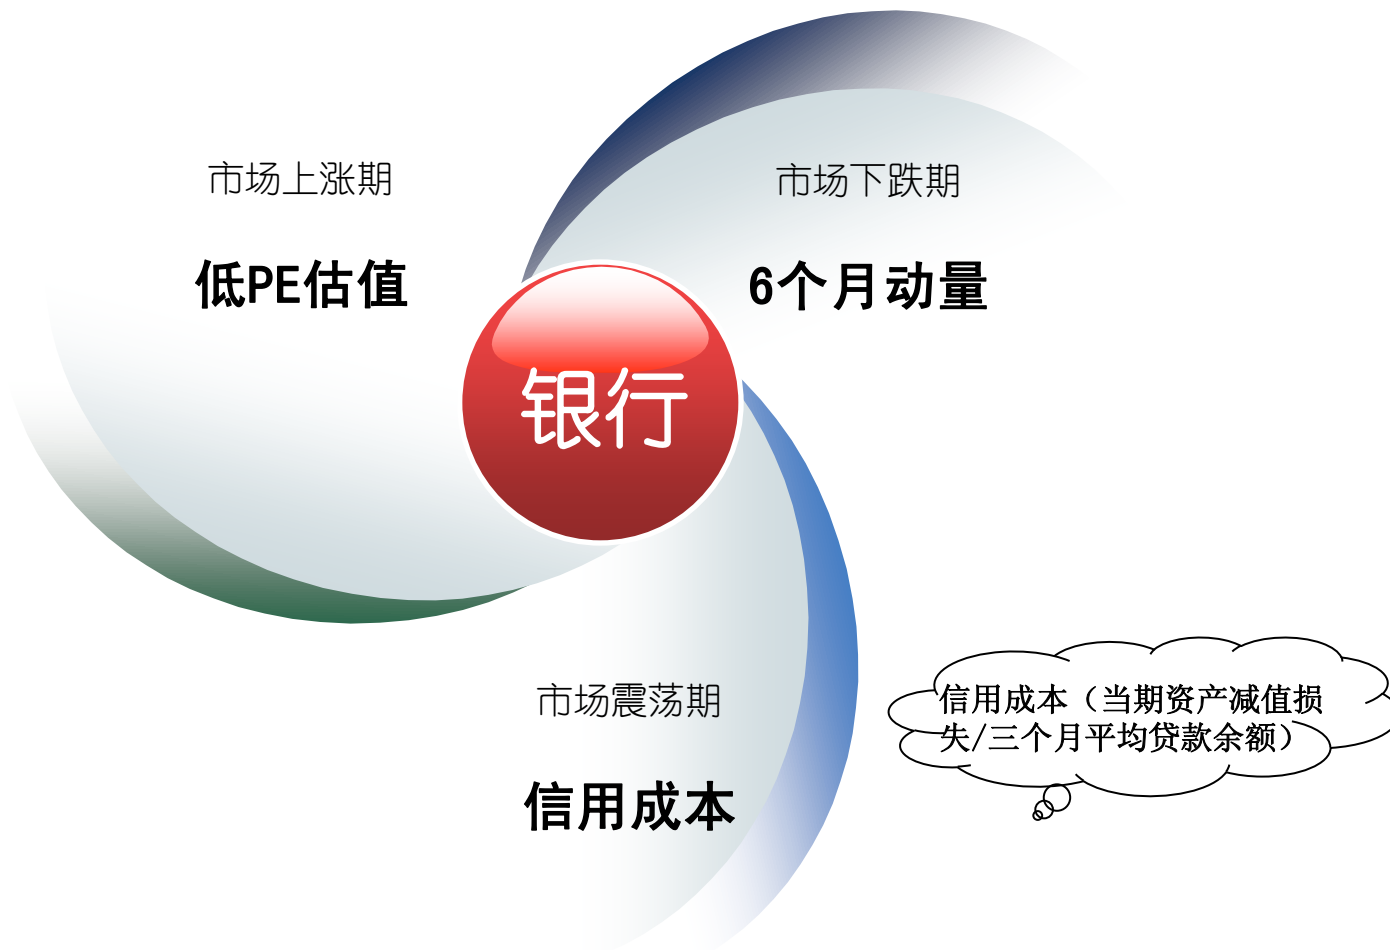 市场上涨期
低PE估值
市场下跌期
6个月动量
银行
市场震荡期
信用成本
信用成本（当期资产减值损
失/三个月平均贷款余额）